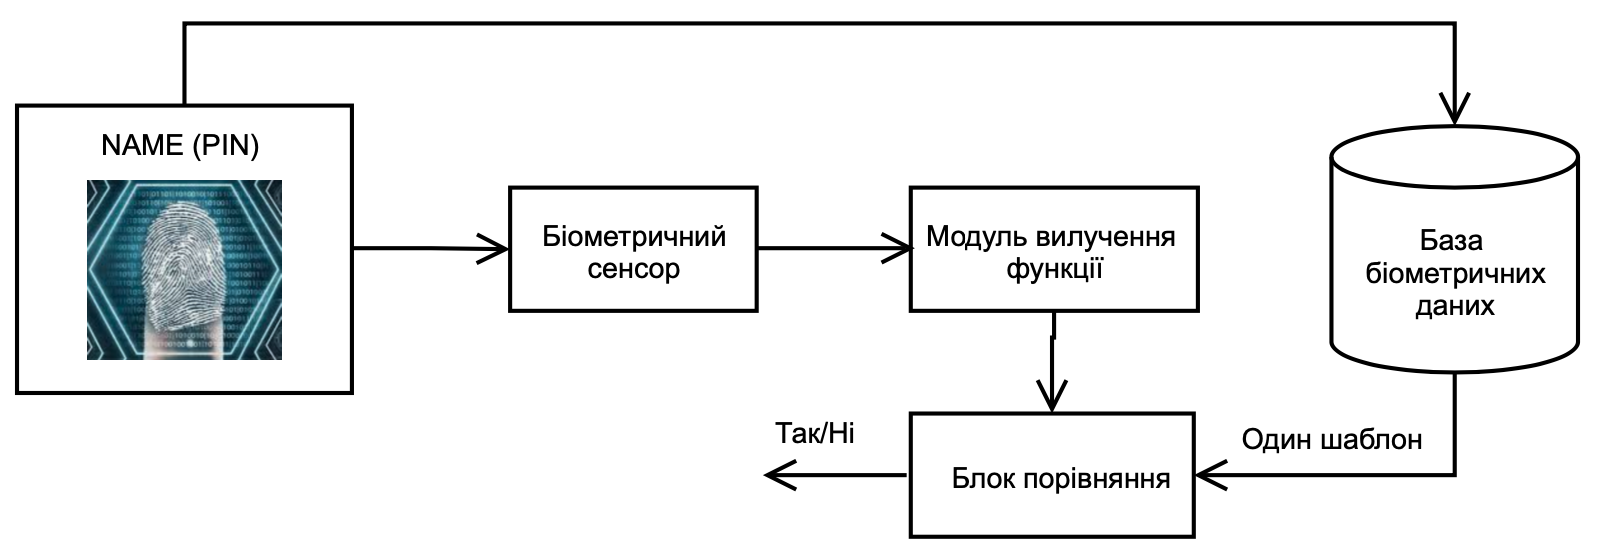 NAME (PIN)
Біометричний
сенсор
Модуль вилучення
функції
База
біометричних
даних
Так/Ні
Один шаблон
Блок порівняння